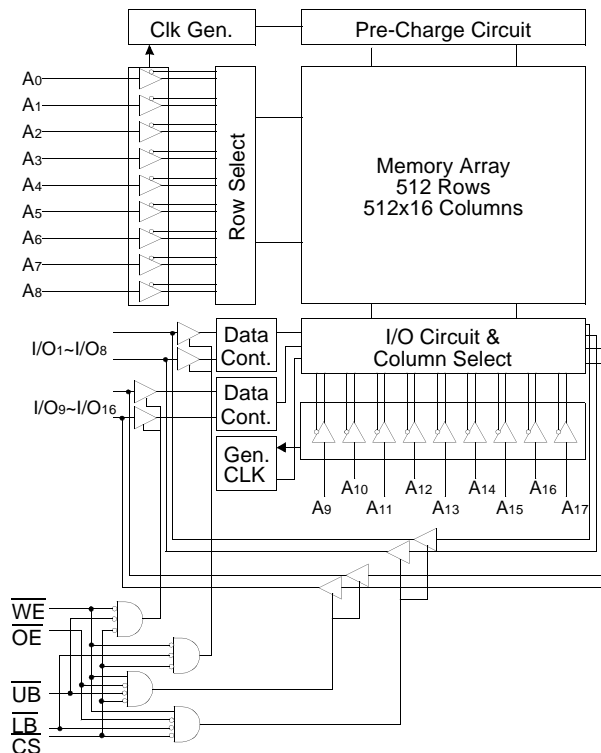 Clk Gen.
Pre-Charge Circuit
A0
A1
A2
A3
A4
A5
A6
A7
A8
Row Select
Memory Array
512 Rows
512x16 Columns
I/O1~I/O8
Data
Cont.
I/O Circuit &
Column Select
I/O9~I/O16
Data
Cont.
Gen.
CLK
A9
A10
A11
A12
A13
A14
A15
A16
A17
WE
OE
UB
LB
CS